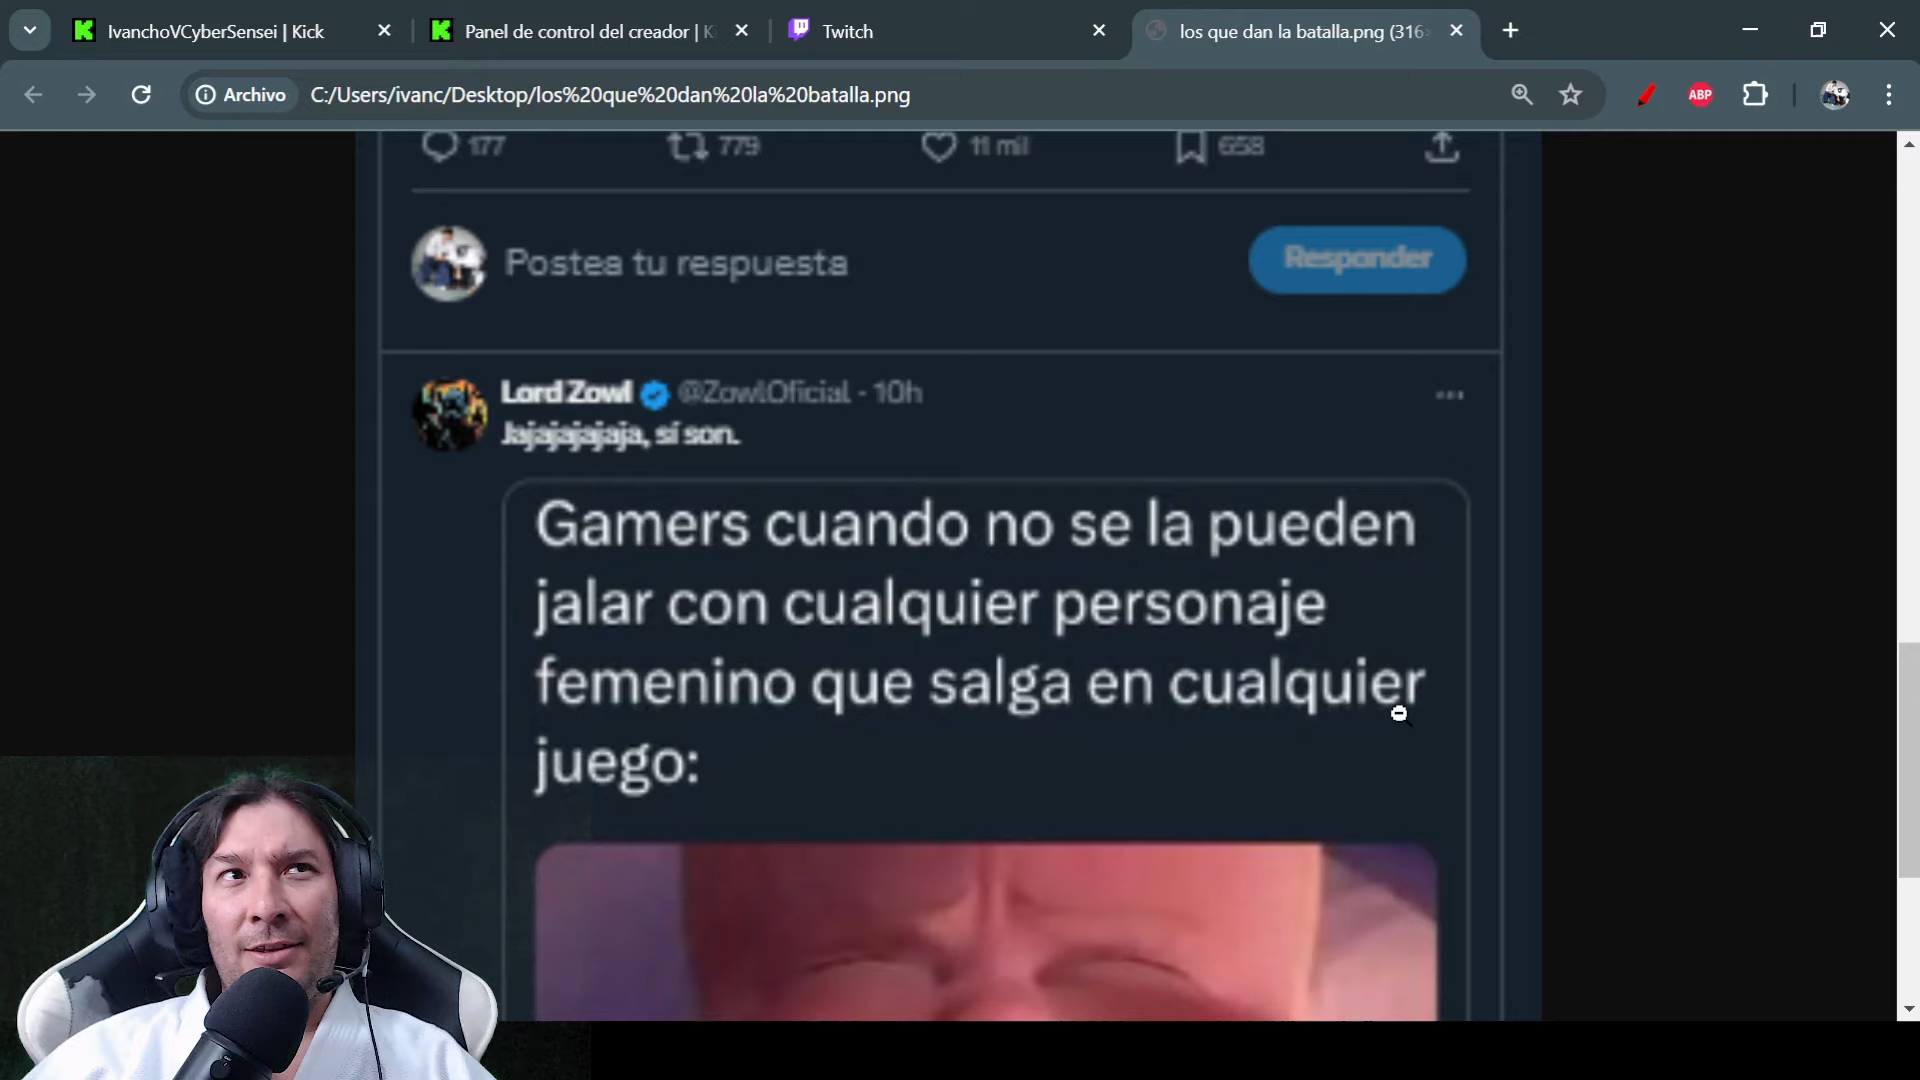 IvanchoVCyberSensei | Kick
Panel de control del creador | K
Twitch
los que dan la batalla.png (316
Archivo
C:/Users/ivanc/Desktop/los%20que%20dan%20la%20batalla.png
ABP
177
779
11 mil
658
Postea tu respuesta
Responder
Lord Zowl @ZowlOficial · 10h
Jajajajajaja, sí son.
Gamers cuando no se la pueden
jalar con cualquier personaje
femenino que salga en cualquier
juego: